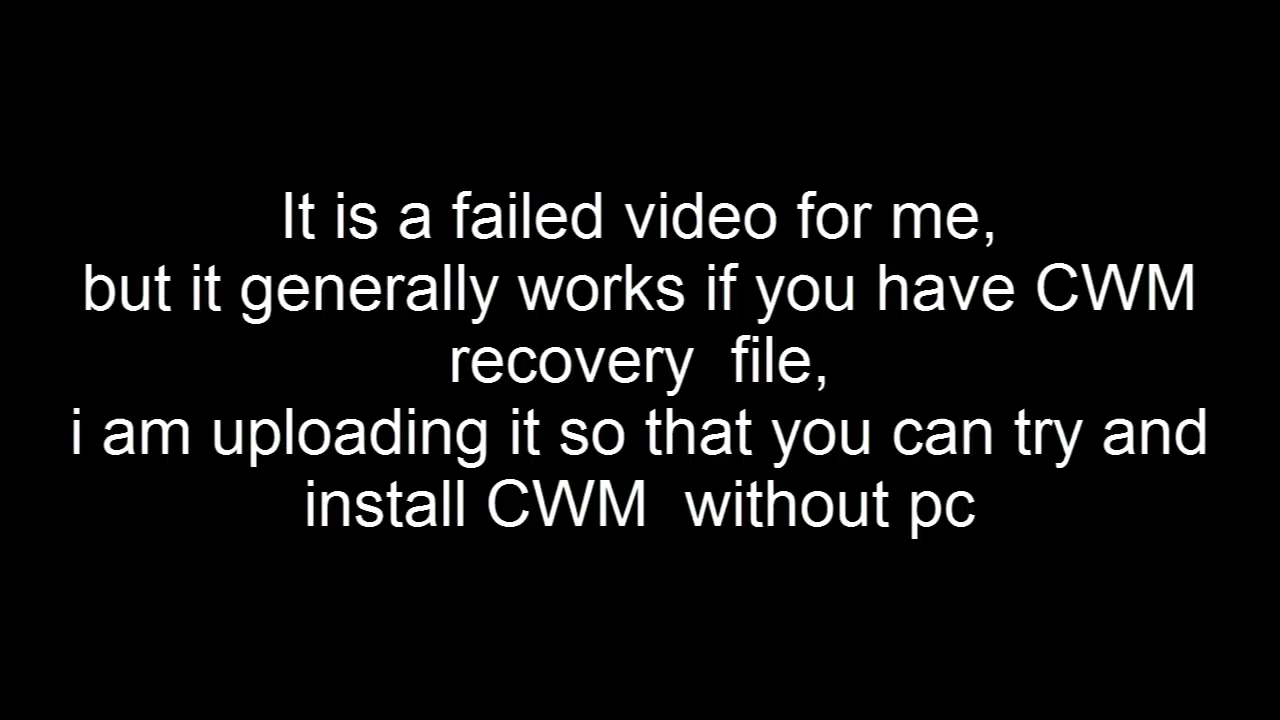 It is a failed video for me,
but it generally works if you have CWM
recovery  file,
i am uploading it so that you can try and
install CWM  without pc